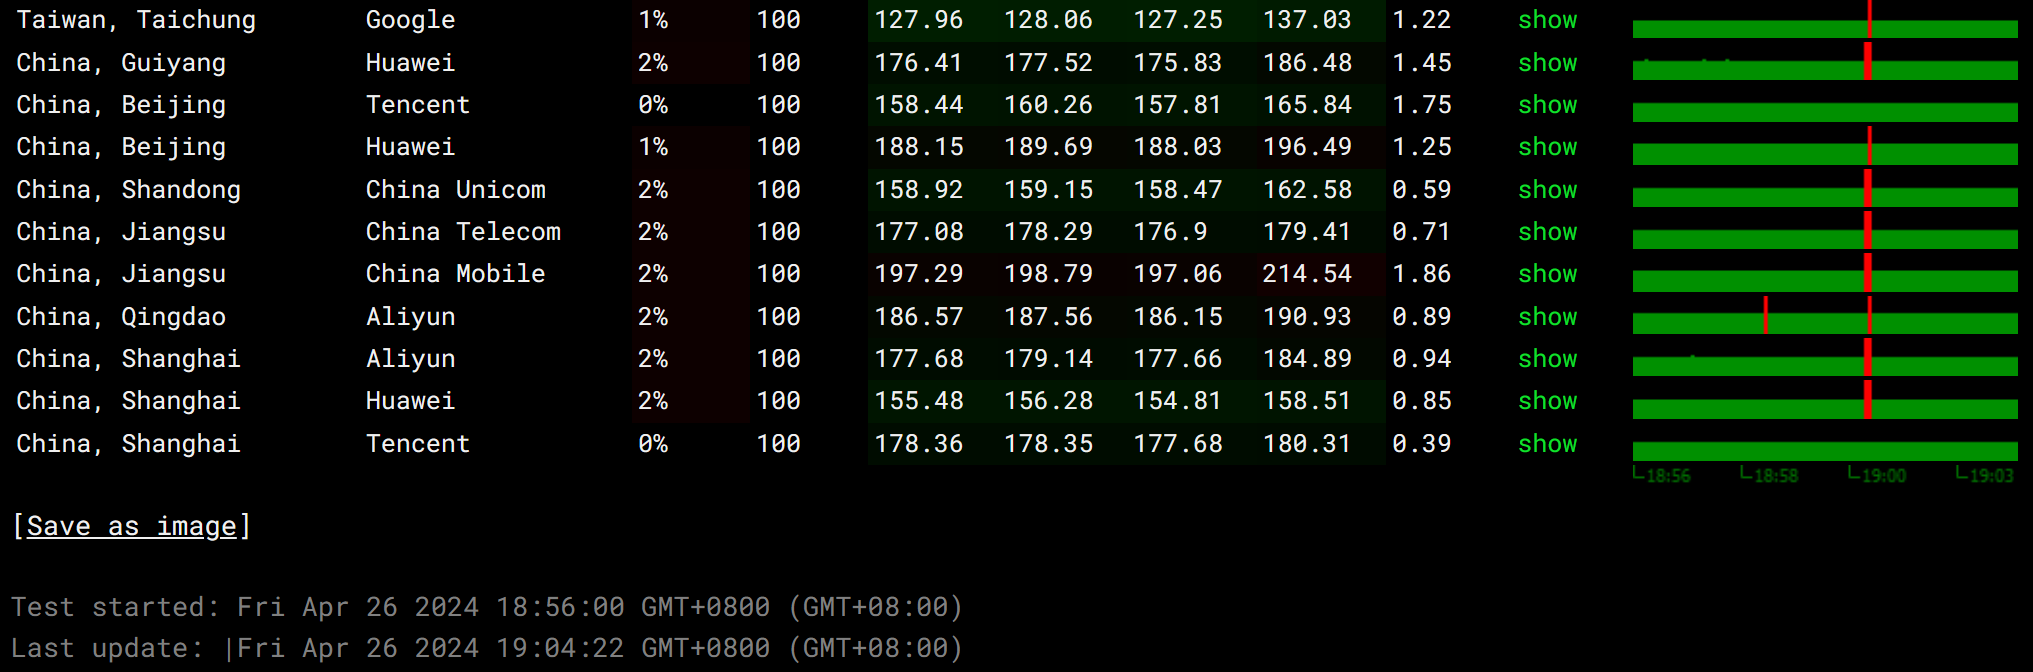 Taiwan, Taichung Google 1% 100 127.96 128.06 127.25 137.03 1.22 show
China, Guiyang Huawei 2% 100 176.41 177.52 175.83 186.48 1.45 show
China, Beijing Tencent 0% 100 158.44 160.26 157.81 165.84 1.75 show
China, Beijing Huawei 1% 100 188.15 189.69 188.03 196.49 1.25 show
China, Shandong China Unicom 2% 100 158.92 159.15 158.47 162.58 0.59 show
China, Jiangsu China Telecom 2% 100 177.08 178.29 176.9 179.41 0.71 show
China, Jiangsu China Mobile 2% 100 197.29 198.79 197.06 214.54 1.86 show
China, Qingdao Aliyun 2% 100 186.57 187.56 186.15 190.93 0.89 show
China, Shanghai Aliyun 2% 100 177.68 179.14 177.66 184.89 0.94 show
China, Shanghai Huawei 2% 100 155.48 156.28 154.81 158.51 0.85 show
China, Shanghai Tencent 0% 100 178.36 178.35 177.68 180.31 0.39 show
18:56 18:58 19:00 19:03
[Save as image]
Test started: Fri Apr 26 2024 18:56:00 GMT+0800 (GMT+08:00)
Last update: |Fri Apr 26 2024 19:04:22 GMT+0800 (GMT+08:00)